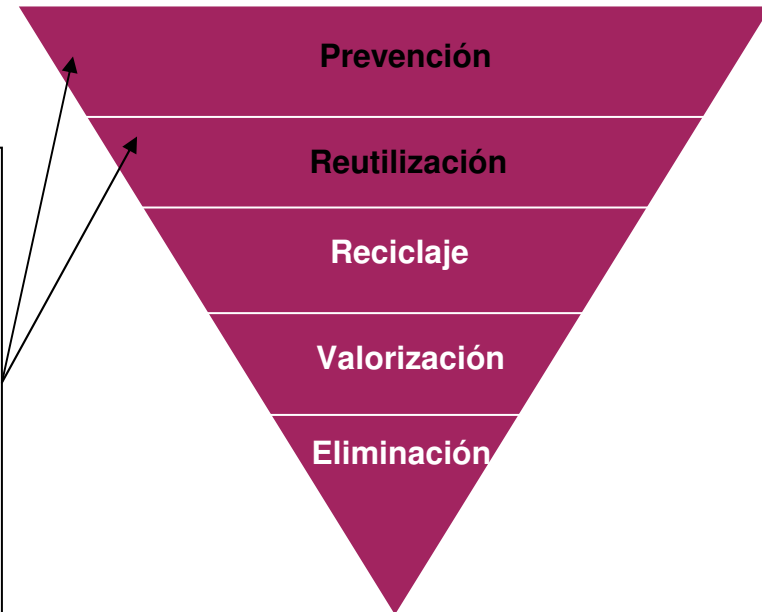 Prevención
Reutilización
Reciclaje
Valorización
Eliminación